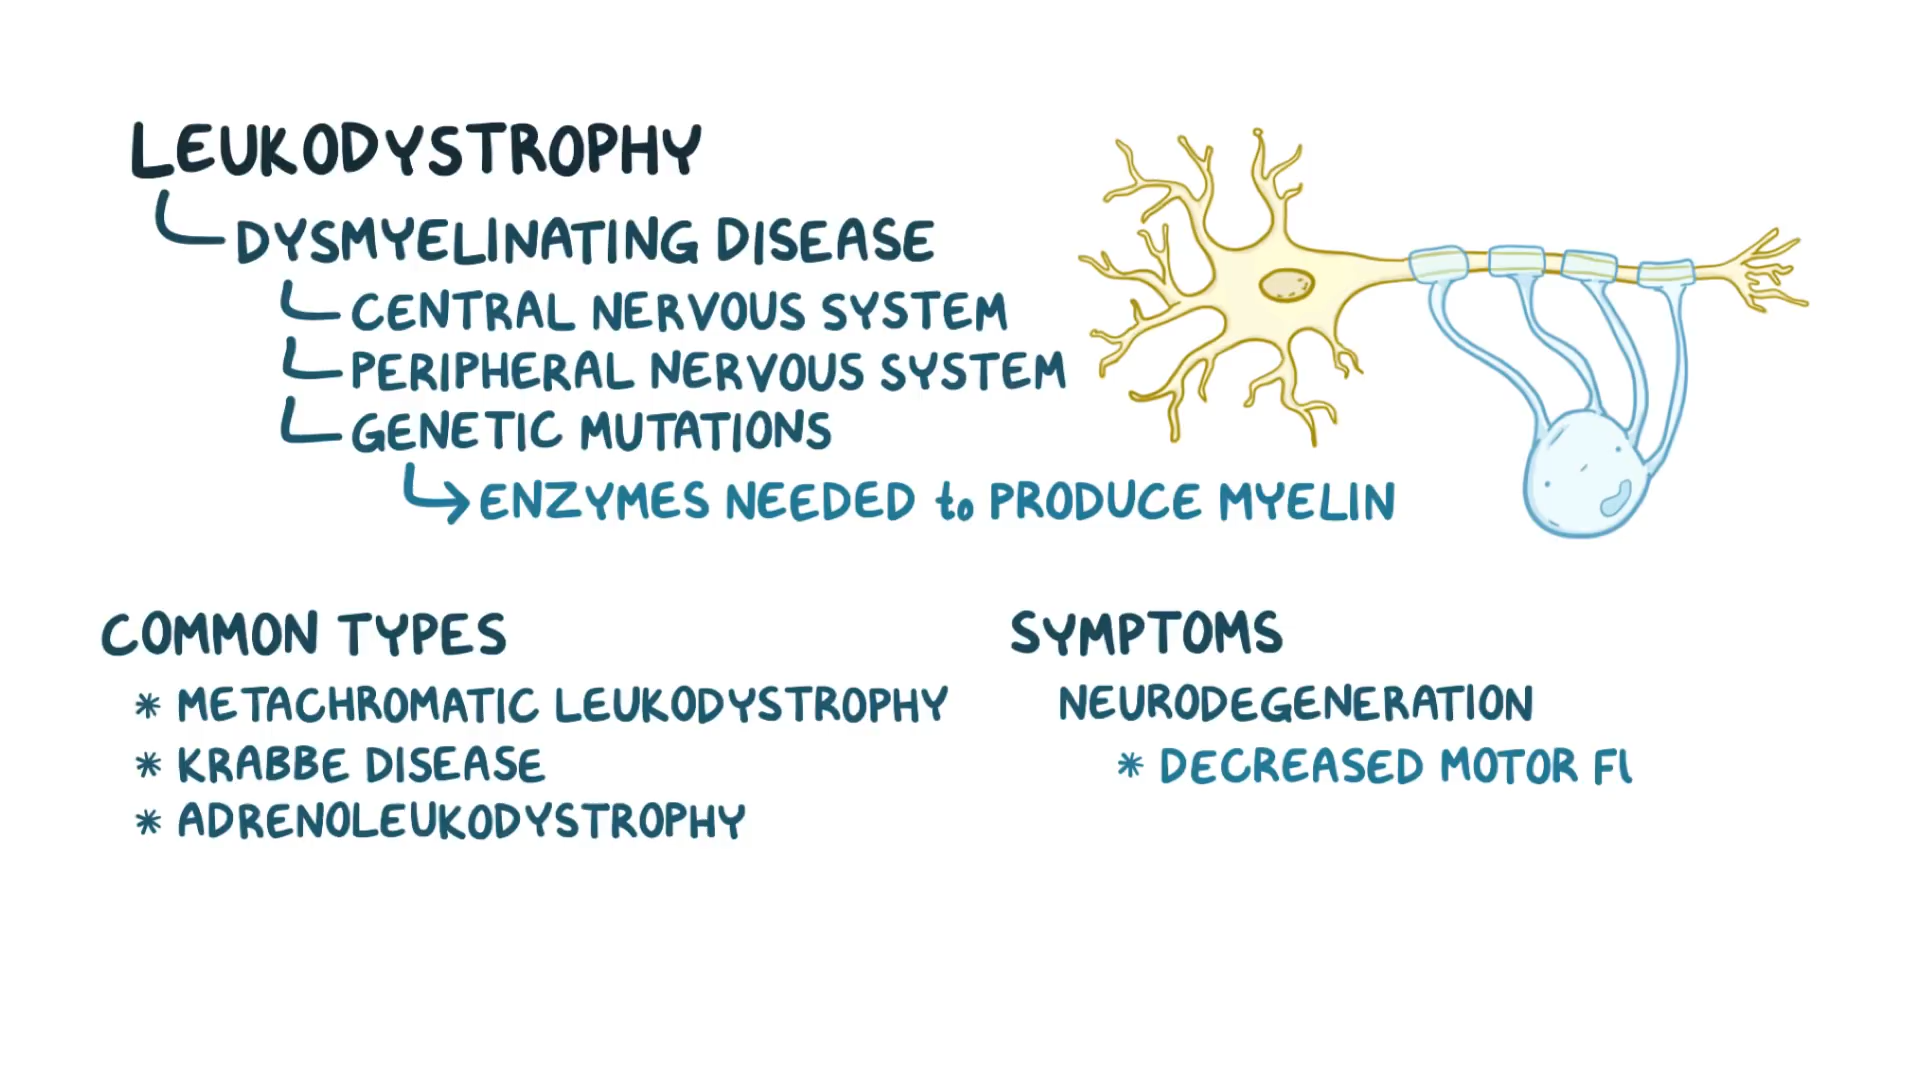 LEUKODYSTROPHY
DYSMYELINATING DISEASE
CENTRAL NERVOUS SYSTEM
PERIPHERAL NERVOUS SYSTEM
GENETIC MUTATIONS
ENZYMES NEEDED to PRODUCE MYELIN
COMMON TYPES
* METACHROMATIC LEUKODYSTROPHY
* KRABBE DISEASE
* ADRENOLEUKODYSTROPHY
SYMPTOMS
NEURODEGENERATION
* DECREASED MOTOR